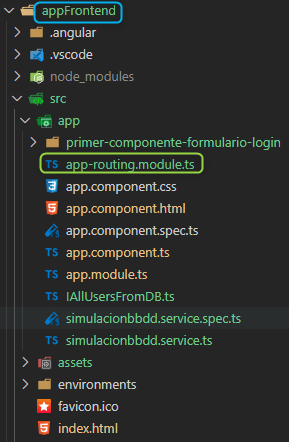 appFrontend
.angular
.vscode
node_modules
src
app
primer-componente-formulario-login
TS app-routing.module.ts
app.component.css
app.component.html
app.component.spec.ts
TS app.component.ts
TS app.module.ts
TS IAllUsersFromDB.ts
simulacionbbdd.service.spec.ts
TS simulacionbbdd.service.ts
assets
environments
favicon.ico
index.html